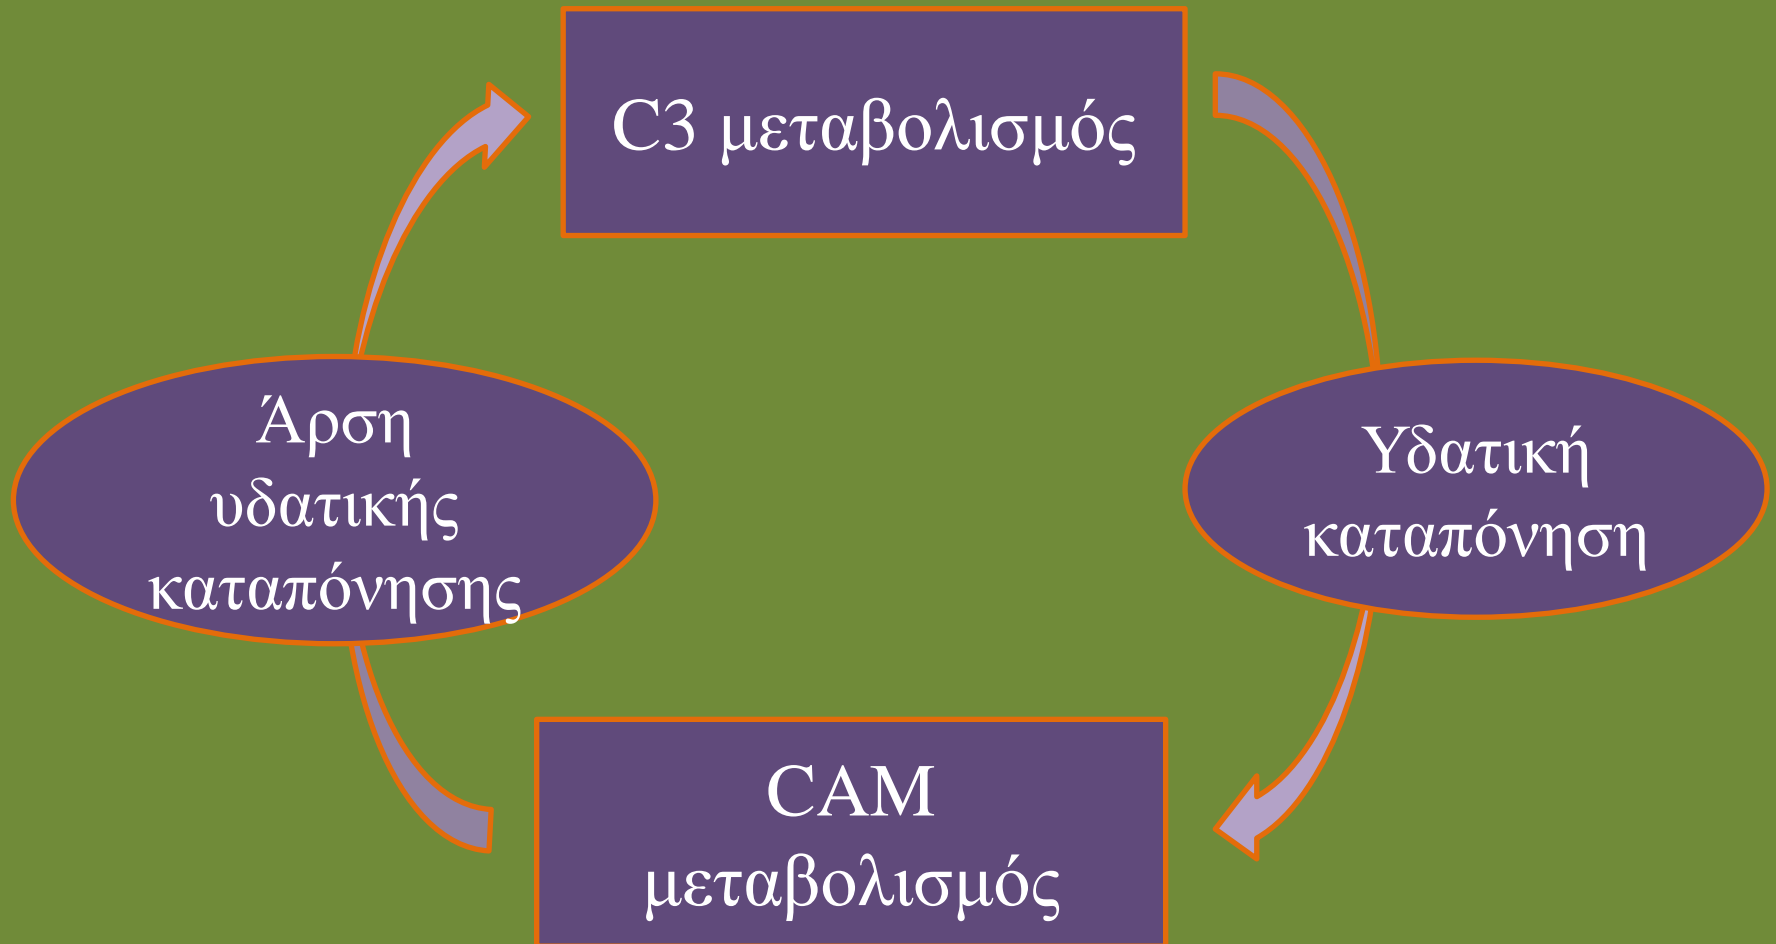 C3 μεταβολισμός
Άρση
υδατικής
καταπόνησης
Υδατική
καταπόνηση
CAM
μεταβολισμός